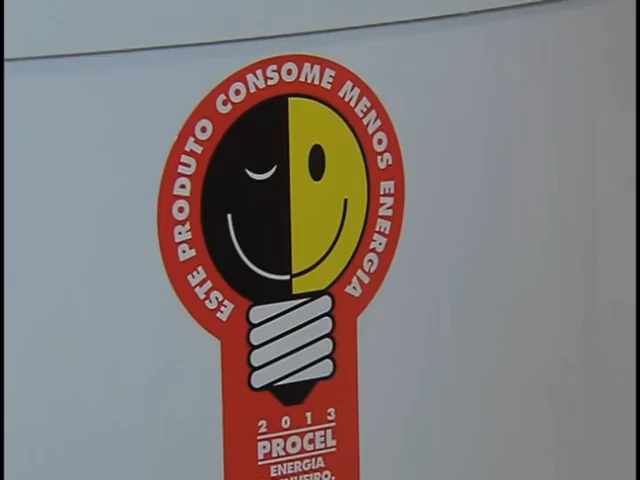 ESTE PRODUTO CONSOME MENOS ENERGIA
2013
PROCEL
ENERGIA